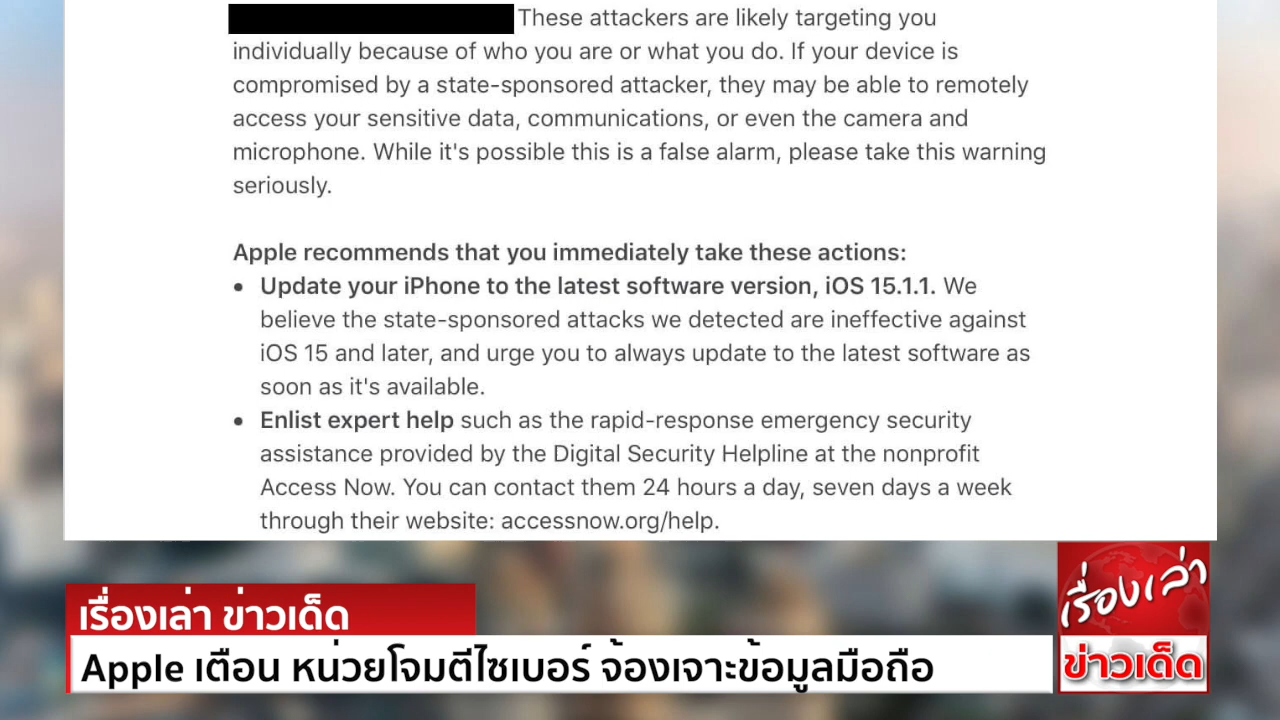 These attackers are likely targeting you
individually because of who you are or what you do. If your device is
compromised by a state-sponsored attacker, they may be able to remotely
access your sensitive data, communications, or even the camera and
microphone. While it's possible this is a false alarm, please take this warning
seriously.
Apple recommends that you immediately take these actions:
• Update your iPhone to the latest software version, iOS 15.1.1. We
believe the state-sponsored attacks we detected are ineffective against
iOS 15 and later, and urge you to always update to the latest software as
soon as it's available.
• Enlist expert help such as the rapid-response emergency security
assistance provided by the Digital Security Helpline at the nonprofit
Access Now. You can contact them 24 hours a day, seven days a week
through their website: accessnow.org/help.
เรื่องเล่า ข่าวเด็ด
Apple เตือน หน่วยโจมตีไซเบอร์ จ้องเจาะข้อมูลมือถือ
เรื่องเล่า
ข่าวเด็ด